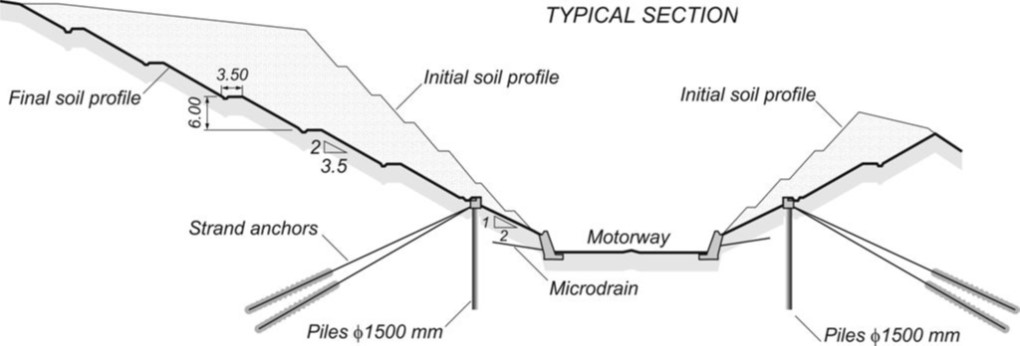 TYPICAL SECTION
Initial soil profile
Initial soil profile
Final soil profile
3.50
6.00
2
3.5
Strand anchors
1
2
Motorway
Microdrain
Piles ϕ1500 mm
Piles ϕ1500 mm